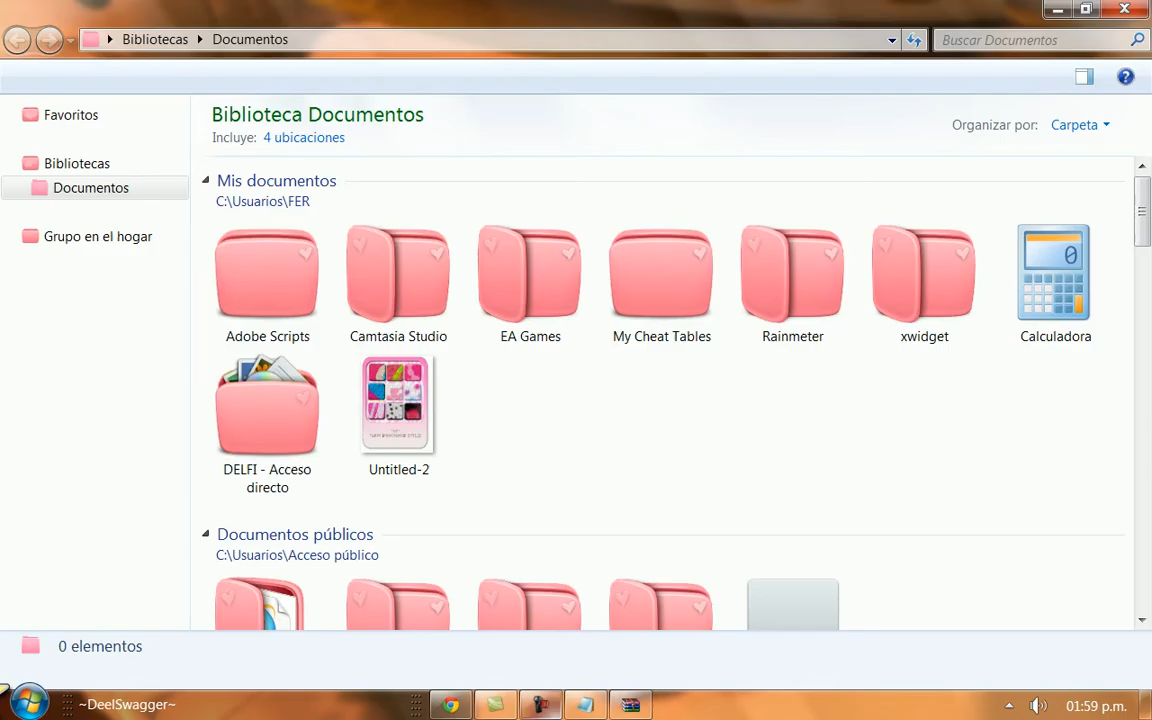 Bibliotecas
Documentos
Buscar Documentos
Favoritos
Bibliotecas
Documentos
Grupo en el hogar
Biblioteca Documentos
Incluye: 4 ubicaciones
Organizar por: Carpeta
Mis documentos
C:\Usuarios\FER
Adobe Scripts
Camtasia Studio
EA Games
My Cheat Tables
Rainmeter
xwidget
0
Calculadora
DELFI - Acceso
directo
Untitled-2
Documentos públicos
C:\Usuarios\Acceso público
0 elementos
~DeelSwagger~
01:59 p.m.